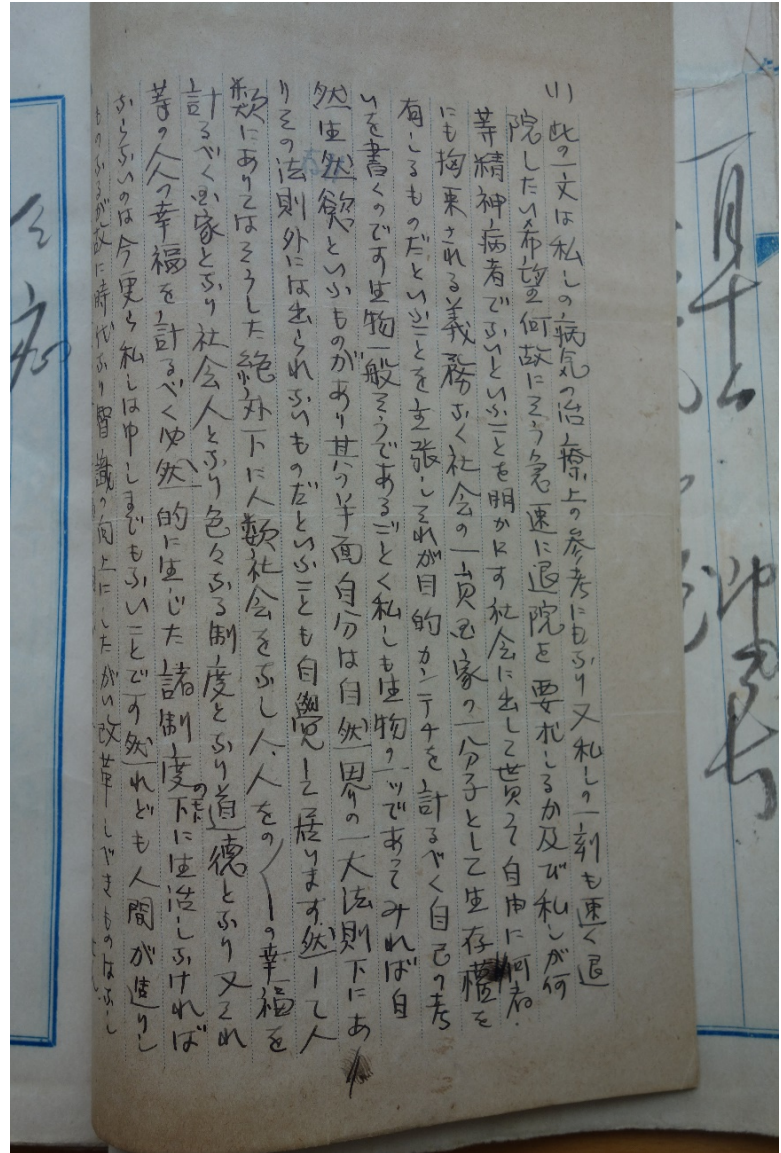 (1) 此の一文は私しの病気の治療上の参考にもなり又私しの一刻も速く退
院したい希望何故にそう急速に退院を要求しるか及び私しが何
等精神病者でないといふことを明かにす社会に出して貰て自由に何者
にも拘束される義務なく社会の一員国家の一分子として生存権を
有しるものだといふことを主張しそれが目的カンテチを計るべく自己の考
いを書くのです生物一般そうであるごとく私しも生物の一ツであってみれば自
然生然慾といふものがあり其の半面自分は自然界の一大法則下にあ
りその法則外には出られないものだといふことも自覺して居ります然して人
類にありてはそうした絶対下に人類社会をなし人、人をの／＼の幸福を
計るべく国家となり社会人となり色々なる制度となり道徳となり又それ
等の人々の幸福を計るべく必然的に生じた諸制度のモト下に生活しなければ
ならないのは今更ら私しは申しまでもないことです然れども人間が造りし
ものなるが故に時代なり智識の向上にしたがい改革しできものはなし